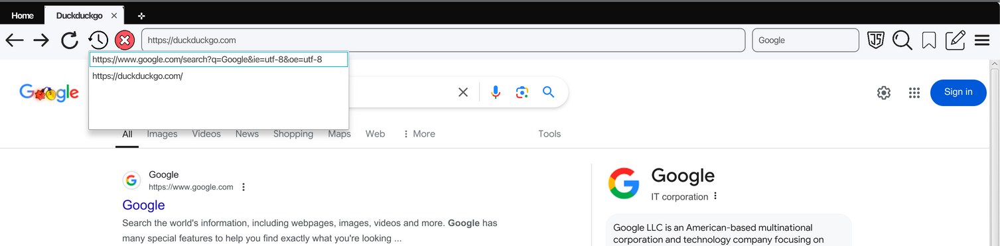 Home
Duckduckgo
https://duckduckgo.com
Google
JS
https://www.google.com/search?q=Google&ie=utf-8&oe=utf-8
https://duckduckgo.com/
Google
Sign in
All
Images
Videos
News
Shopping
Maps
Web
More
Tools
Google
https://www.google.com
Google
Search the world's information, including webpages, images, videos and more. Google has
many special features to help you find exactly what you're looking ...
Google
IT corporation
Google LLC is an American-based multinational
corporation and technology company focusing on